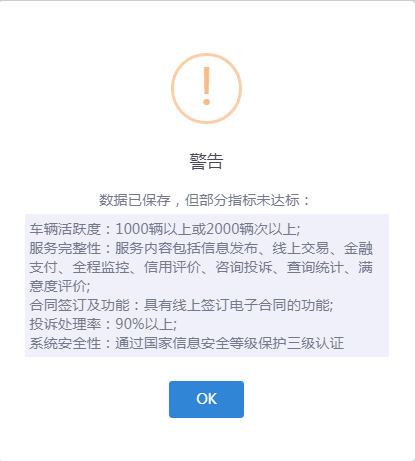 !
警告
数据已保存，但部分指标未达标：
车辆活跃度：1000辆以上或2000辆次以上;
服务完整性：服务内容包括信息发布、线上交易、金融
支付、全程监控、信用评价、咨询投诉、查询统计、满
意度评价;
合同签订及功能：具有线上签订电子合同的功能;
投诉处理率：90%以上;
系统安全性：通过国家信息安全等级保护三级认证
OK